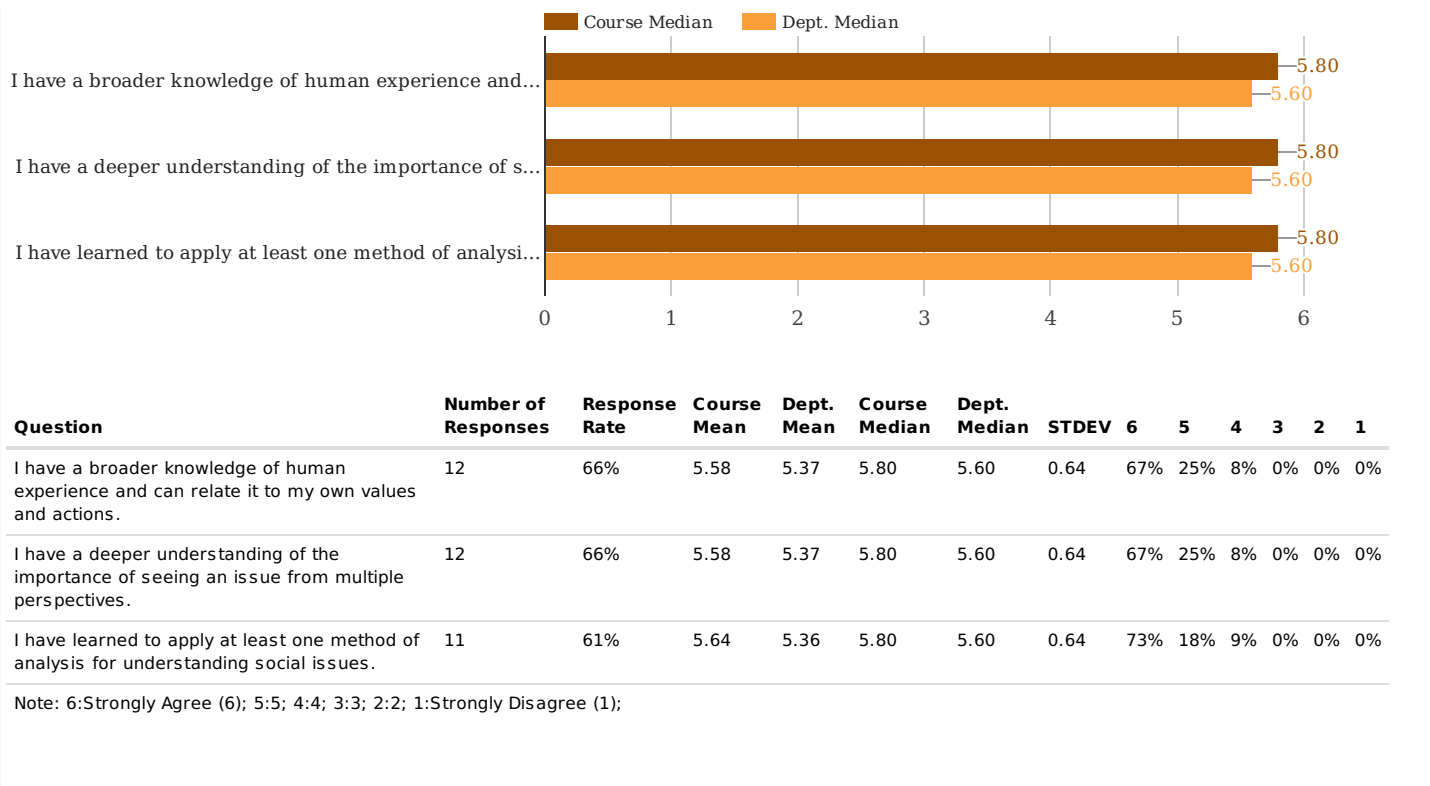 Course Median Dept. Median
I have a broader knowledge of human experience and... 5.80
5.60
I have a deeper understanding of the importance of s... 5.80
5.60
I have learned to apply at least one method of analysi... 5.80
5.60
0 1 2 3 4 5 6
Question Number of Responses Response Rate Course Mean Dept. Mean Course Median Dept. Median STDEV 6 5 4 3 2 1
I have a broader knowledge of human 12 66% 5.58 5.37 5.80 5.60 0.64 67% 25% 8% 0% 0% 0%
experience and can relate it to my own values
and actions.
I have a deeper understanding of the 12 66% 5.58 5.37 5.80 5.60 0.64 67% 25% 8% 0% 0% 0%
importance of seeing an issue from multiple
perspectives.
I have learned to apply at least one method of 11 61% 5.64 5.36 5.80 5.60 0.64 73% 18% 9% 0% 0% 0%
analysis for understanding social issues.
Note: 6:Strongly Agree (6); 5:5; 4:4; 3:3; 2:2; 1:Strongly Disagree (1);